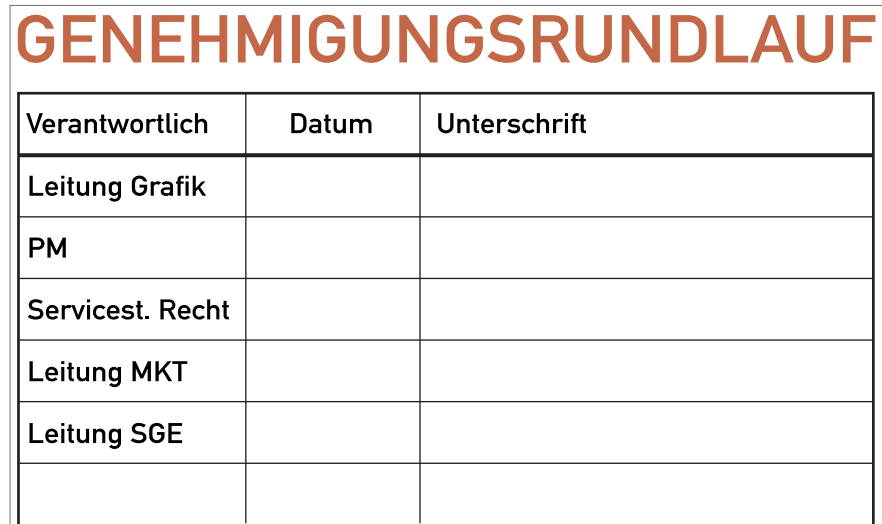 GENEHMIGUNGSRUNDLAUF
Verantwortlich Datum Unterschrift
Leitung Grafik
PM
Servicest. Recht
Leitung MKT
Leitung SGE